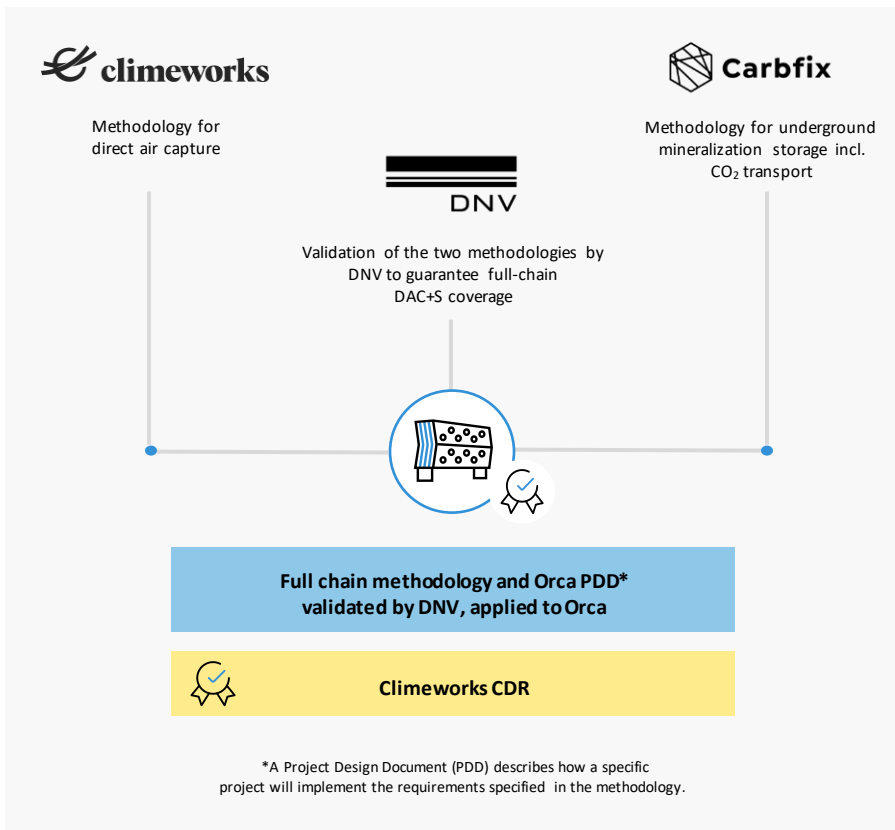 climeworks
Carbfix
Methodology for
direct air capture
Methodology for underground
mineralization storage incl.
CO₂ transport
DNV
Validation of the two methodologies by
DNV to guarantee full-chain
DAC+S coverage
Full chain methodology and Orca PDD*
validated by DNV, applied to Orca
Climeworks CDR
*A Project Design Document (PDD) describes how a specific
project will implement the requirements specified in the methodology.